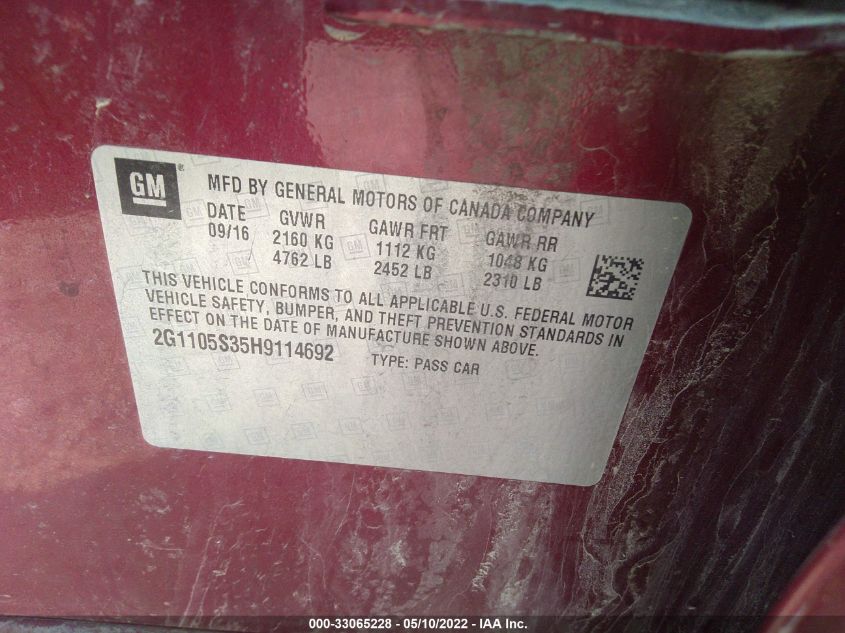 GM ® MFD BY GENERAL MOTORS OF CANADA COMPANY
DATE GVWR GAWR FRT GAWR RR
09/16 2160 KG 1112 KG 1048 KG
4762 LB 2452 LB 2310 LB
THIS VEHICLE CONFORMS TO ALL APPLICABLE U.S. FEDERAL MOTOR
VEHICLE SAFETY, BUMPER, AND THEFT PREVENTION STANDARDS IN
EFFECT ON THE DATE OF MANUFACTURE SHOWN ABOVE.
2G1105S35H9114692 TYPE: PASS CAR
000-33065228 - 05/10/2022 - IAA Inc.